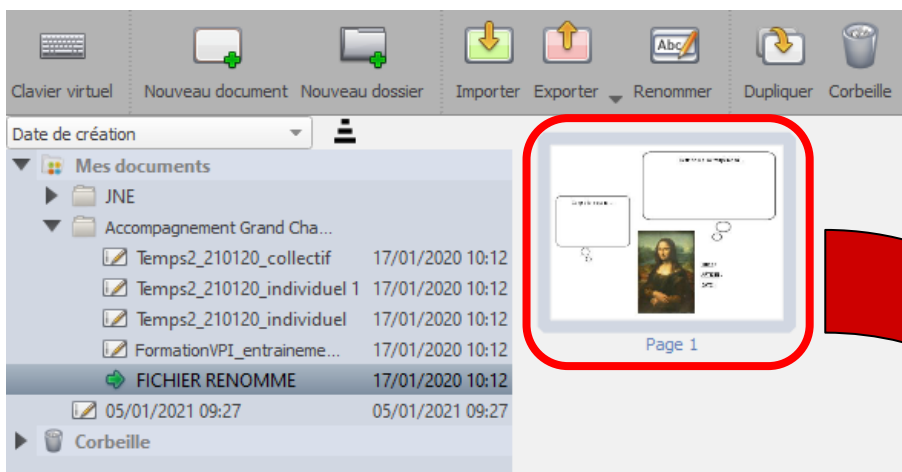 Clavier virtuel Nouveau document Nouveau dossier Importer Exporter Renommer Dupliquer Corbeille
Abc
Date de création
Mes documents
JNE
Accompagnement Grand Cha...
Temps2_210120_collectif 17/01/2020 10:12
Temps2_210120_individuel 1 17/01/2020 10:12
Temps2_210120_individuel 17/01/2020 10:12
FormationVPI_entraineme... 17/01/2020 10:12
FICHIER RENOMME 17/01/2020 10:12
05/01/2021 09:27 05/01/2021 09:27
Corbeille
Page 1